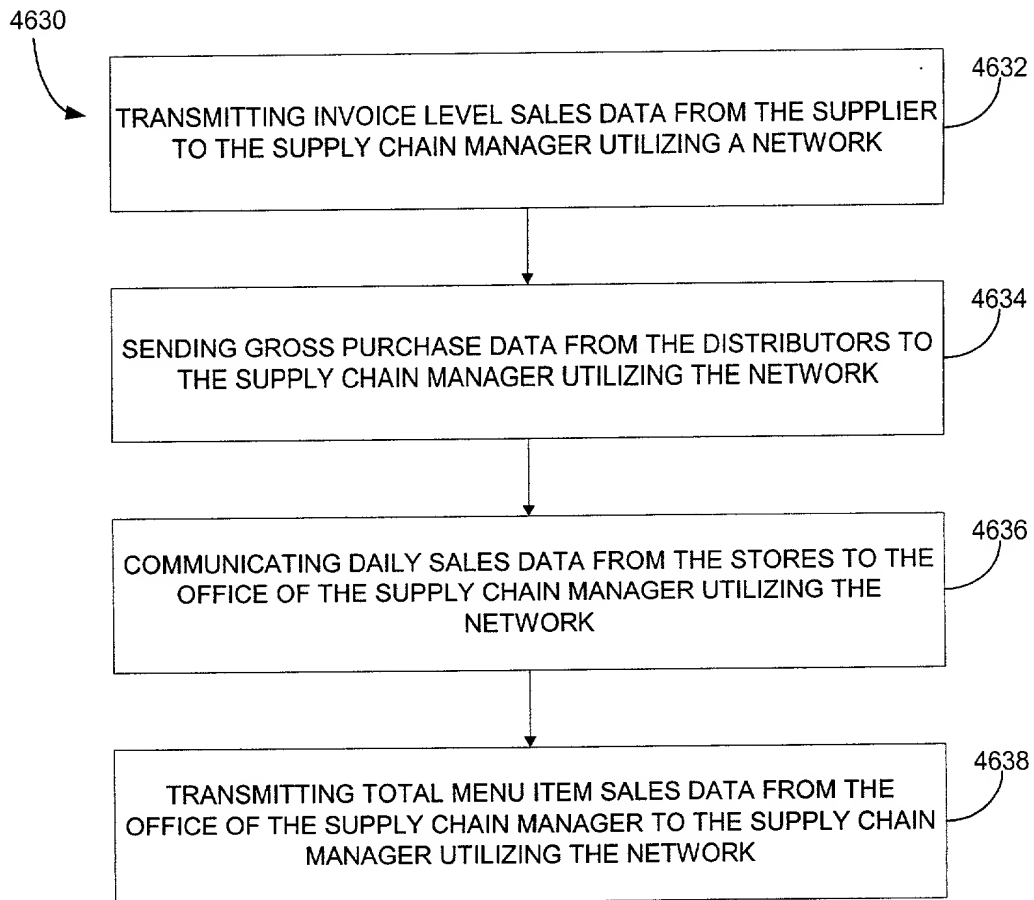 4630
4632
TRANSMITTING INVOICE LEVEL SALES DATA FROM THE SUPPLIER
TO THE SUPPLY CHAIN MANAGER UTILIZING A NETWORK
4634
SENDING GROSS PURCHASE DATA FROM THE DISTRIBUTORS TO
THE SUPPLY CHAIN MANAGER UTILIZING THE NETWORK
4636
COMMUNICATING DAILY SALES DATA FROM THE STORES TO THE
OFFICE OF THE SUPPLY CHAIN MANAGER UTILIZING THE
NETWORK
4638
TRANSMITTING TOTAL MENU ITEM SALES DATA FROM THE
OFFICE OF THE SUPPLY CHAIN MANAGER TO THE SUPPLY CHAIN
MANAGER UTILIZING THE NETWORK